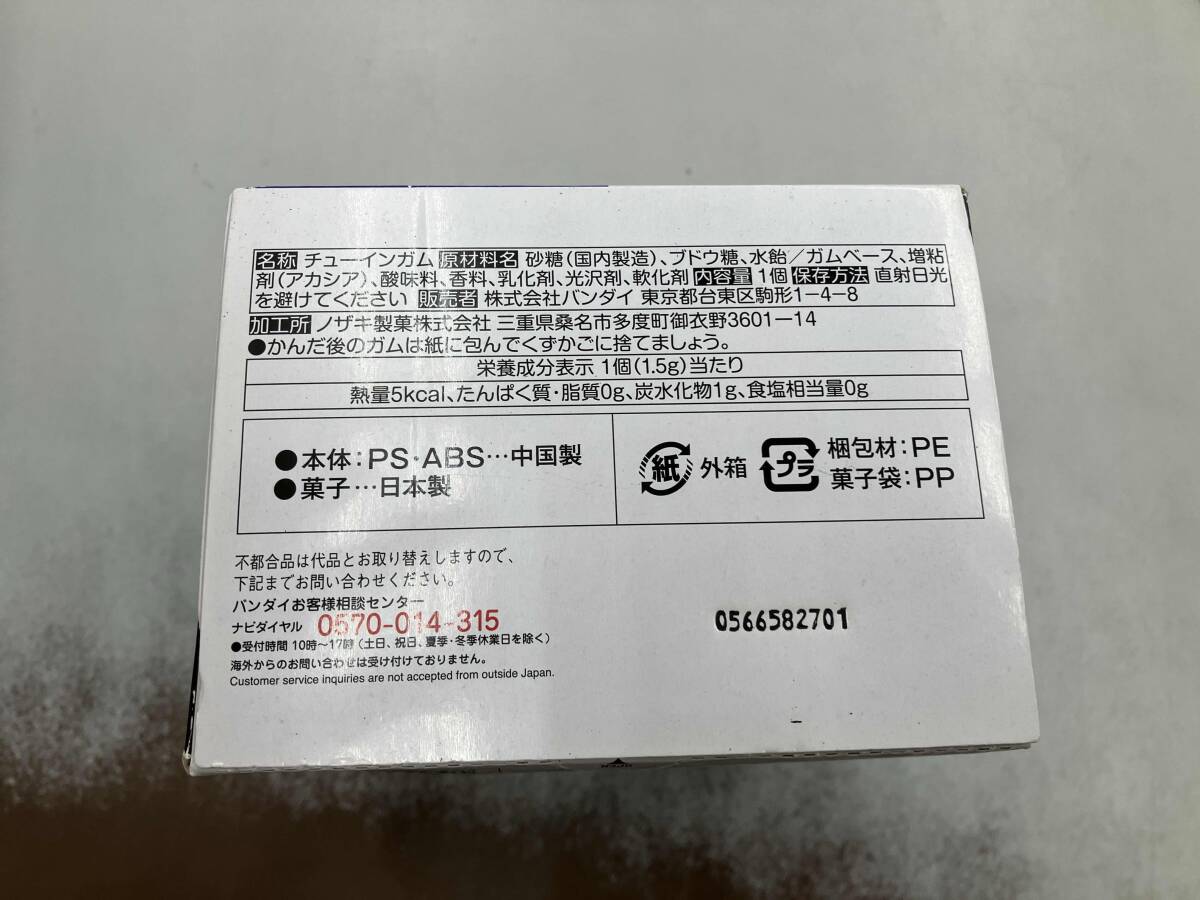 名称 チューインガム 原材料名 砂糖(国内製造)、ブドウ糖、水飴／ガムベース、増粘
剤(アカシア)、酸味料、香料、乳化剤、光沢剤、軟化剤 内容量 1個 保存方法 直射日光
を避けてください 販売者 株式会社バンダイ 東京都台東区駒形1-4-8
加工所 ノザキ製菓株式会社 三重県桑名市多度町御衣野3601-14
●かんだ後のガムは紙に包んでくずかごに捨てましょう。
栄養成分表示 1個(1.5g)当たり
熱量5kcal、たんぱく質・脂質0g、炭水化物1g、食塩相当量0g
●本体：PS・ABS…中国製
●菓子…日本製
紙 外箱
プラ 梱包材：PE
菓子袋：PP
不都合品は代品とお取り替えしますので、
下記までお問い合わせください。
バンダイお客様相談センター
ナビダイヤル 0570-014-315
●受付時間 10時～17時(土日、祝日、夏季・冬季休業日を除く)
海外からのお問い合わせは受け付けておりません。
Customer service inquiries are not accepted from outside Japan.
0566582701